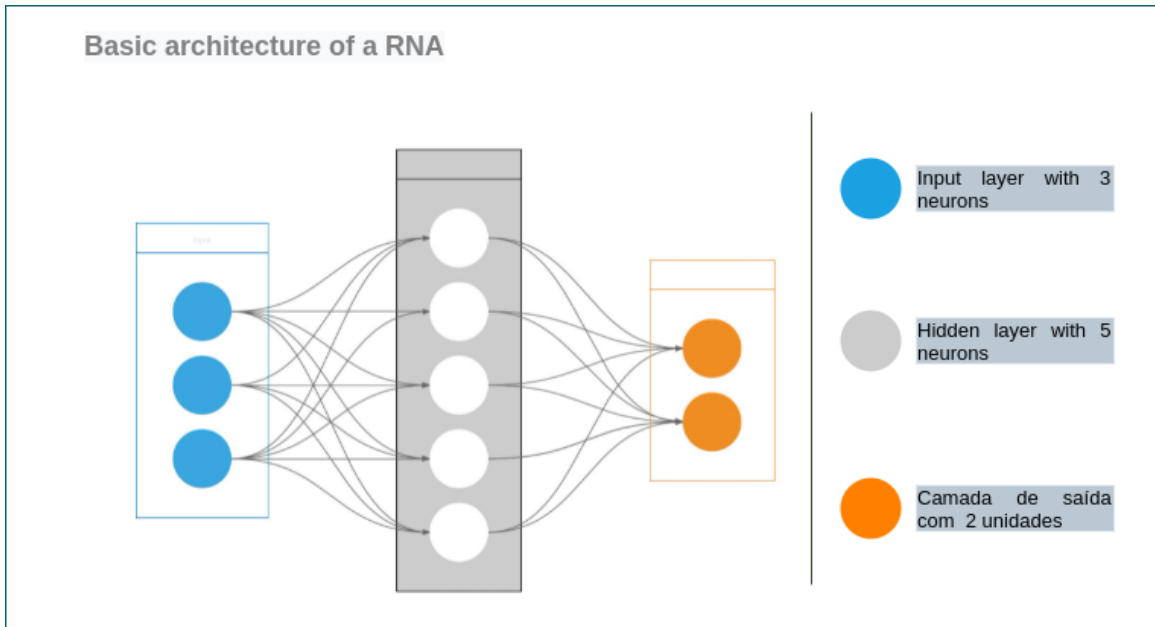 Basic architecture of a RNA
Input
Input layer with 3
neurons
Hidden layer with 5
neurons
Camada de saída
com 2 unidades